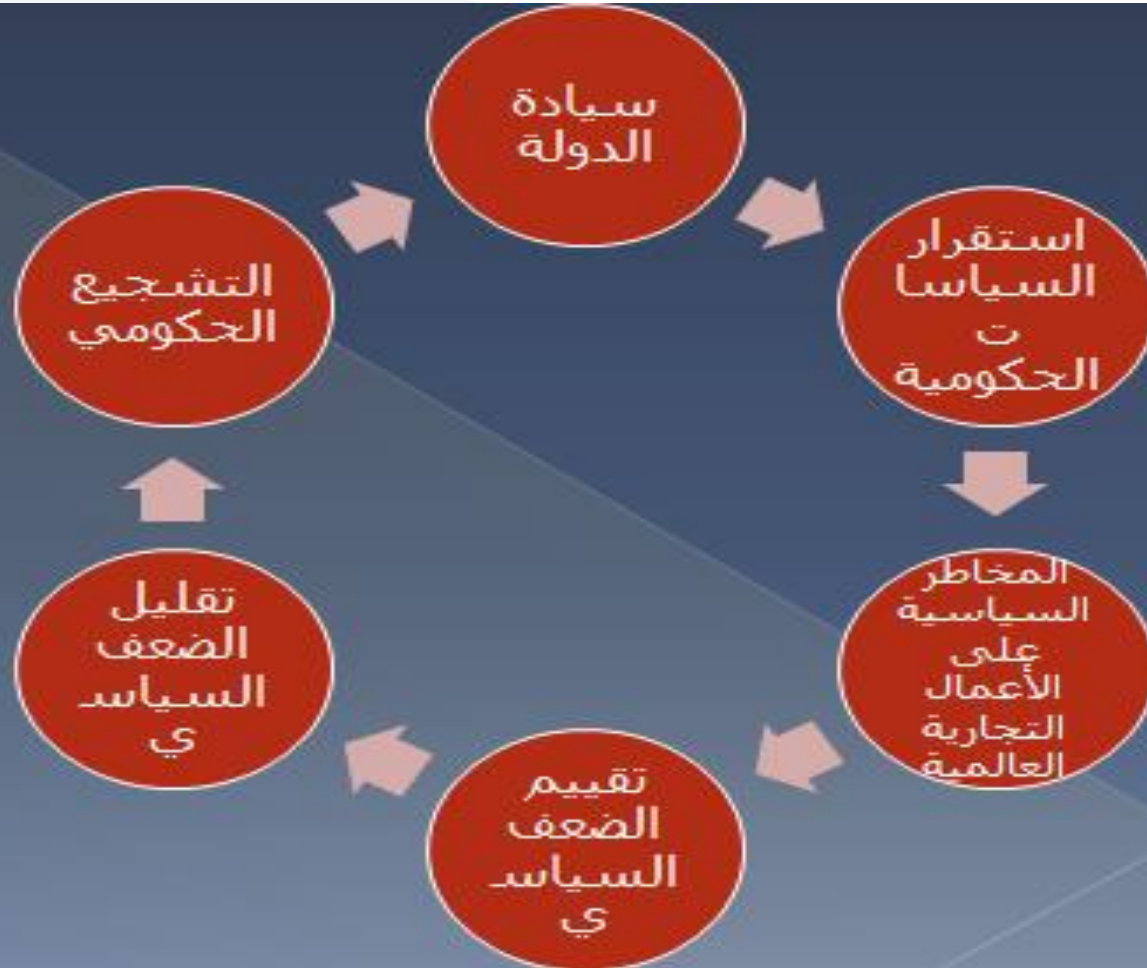 سيادة
الدولة
استقرار
السياسا
ت
الحكومية
المخاطر
السياسية
على
الأعمال
التجارية
العالمية
تقييم
الضعف
السياسـ
ي
تقليل
الضعف
السياسـ
ي
التشجيع
الحكومي